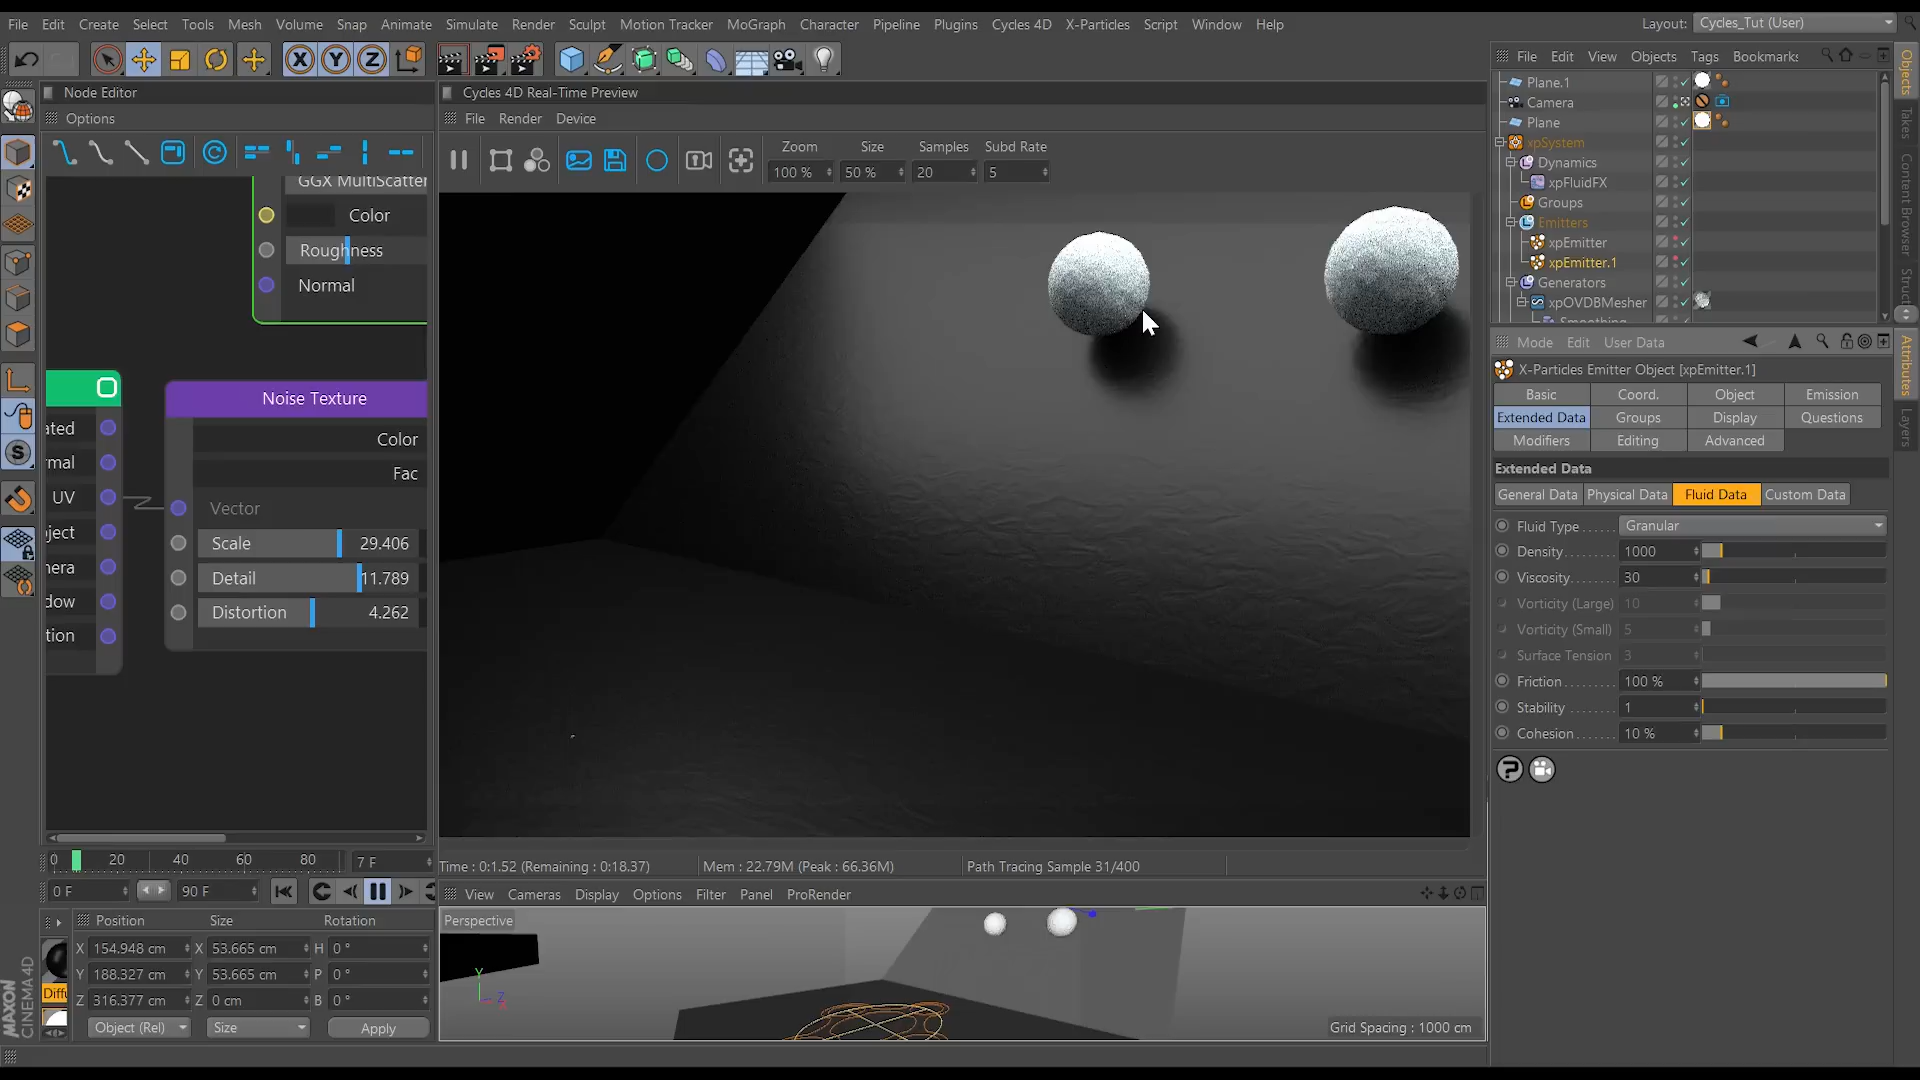 File Edit Create Select Tools Mesh Volume Snap Animate Simulate Render Sculpt Motion Tracker MoGraph Character Pipeline Plugins Cycles 4D X-Particles Script Window Help
Layout: Cycles_Tut (User)
Node Editor
Options
GGX MultiScatter
Color
Roughness
Normal
Noise Texture
Color
Fac
Vector
Scale 29.406
Detail 11.789
Distortion 4.262
ated
mal
UV
ject
nera
dow
tion
Cycles 4D Real-Time Preview
File Render Device
Zoom Size Samples Subd Rate
100 % 50 % 20 5
Time : 0:1.52 (Remaining : 0:18.37) Mem : 22.79M (Peak : 66.36M) Path Tracing Sample 31/400
View Cameras Display Options Filter Panel ProRender
Perspective
Y
Z
Grid Spacing : 1000 cm
0 20 40 60 80 7 F
0 F 90 F
Position Size Rotation
X 154.948 cm X 53.665 cm H 0 °
Y 188.327 cm Y 53.665 cm P 0 °
Z 316.377 cm Z 0 cm B 0 °
Object (Rel) Size Apply
Diffu
MAXON
CINEMA 4D
File Edit View Objects Tags Bookmarks
Plane.1
Camera
Plane
xpSystem
Dynamics
xpFluidFX
Groups
Emitters
xpEmitter
xpEmitter.1
Generators
xpOVDBMesher
Smoothing
Objects
Takes
Content Browser
Struct
Attributes
Layers
Mode Edit User Data
X-Particles Emitter Object [xpEmitter.1]
Basic Coord. Object Emission
Extended Data Groups Display Questions
Modifiers Editing Advanced
Extended Data
General Data Physical Data Fluid Data Custom Data
Fluid Type Granular
Density 1000
Viscosity 30
Vorticity (Large) 10
Vorticity (Small) 5
Surface Tension 3
Friction 100 %
Stability 1
Cohesion 10 %